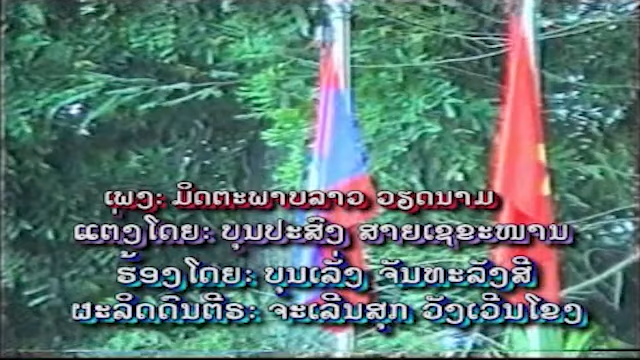 ເພງ: ມິດຕະພາບລາວ ວຽດນາມ
ແຕ່ງໂດຍ: ບຸນປະສົງ ສາຍເຊຂະໜານ
ຮ້ອງໂດຍ: ບຸນເລັ່ງ ຈັນທະລັງສີ
ຜະລິດດົນຕີຣ: ຈະເລີນສຸກ ວັງເວີນໂຂງ